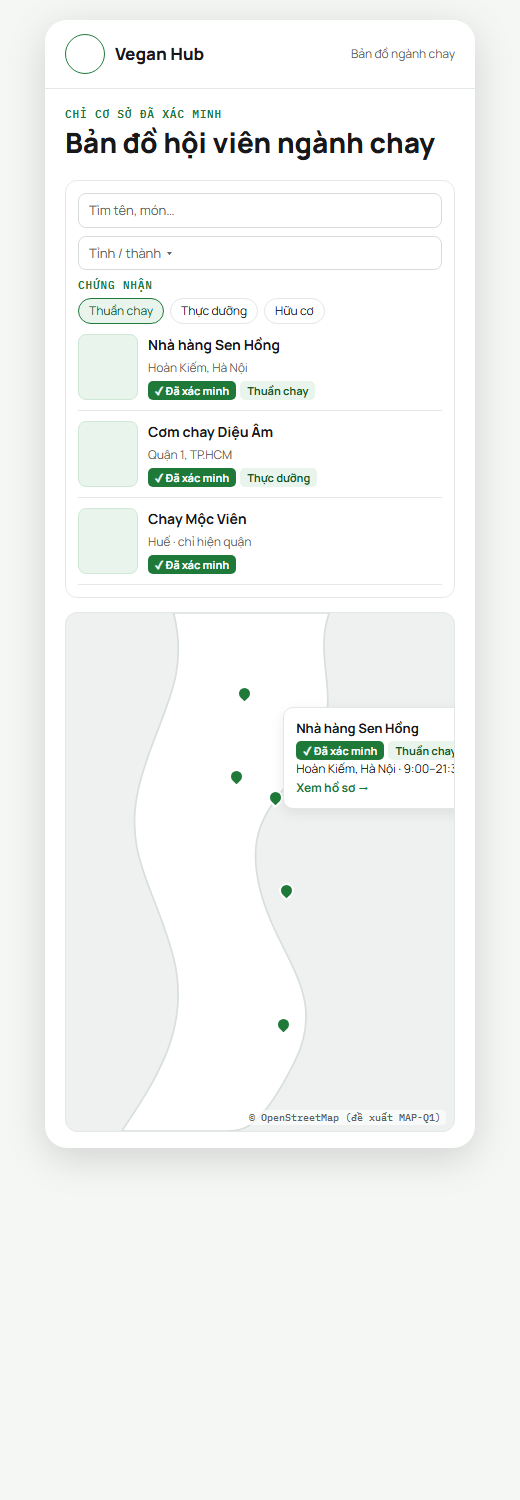 Vegan Hub
Bản đồ ngành chay
CHỈ CƠ SỞ ĐÃ XÁC MINH
Bản đồ hội viên ngành chay
Tìm tên, món…
Tỉnh / thành ▾
CHỨNG NHẬN
Thuần chay
Thực dưỡng
Hữu cơ
Nhà hàng Sen Hồng
Hoàn Kiếm, Hà Nội
✓ Đã xác minh Thuần chay
Cơm chay Diệu Âm
Quận 1, TP.HCM
✓ Đã xác minh Thực dưỡng
Chay Mộc Viên
Huế · chỉ hiện quận
✓ Đã xác minh
Nhà hàng Sen Hồng
✓ Đã xác minh Thuần chay
Hoàn Kiếm, Hà Nội · 9:00–21:3
Xem hồ sơ →
© OpenStreetMap (đề xuất MAP-Q1)